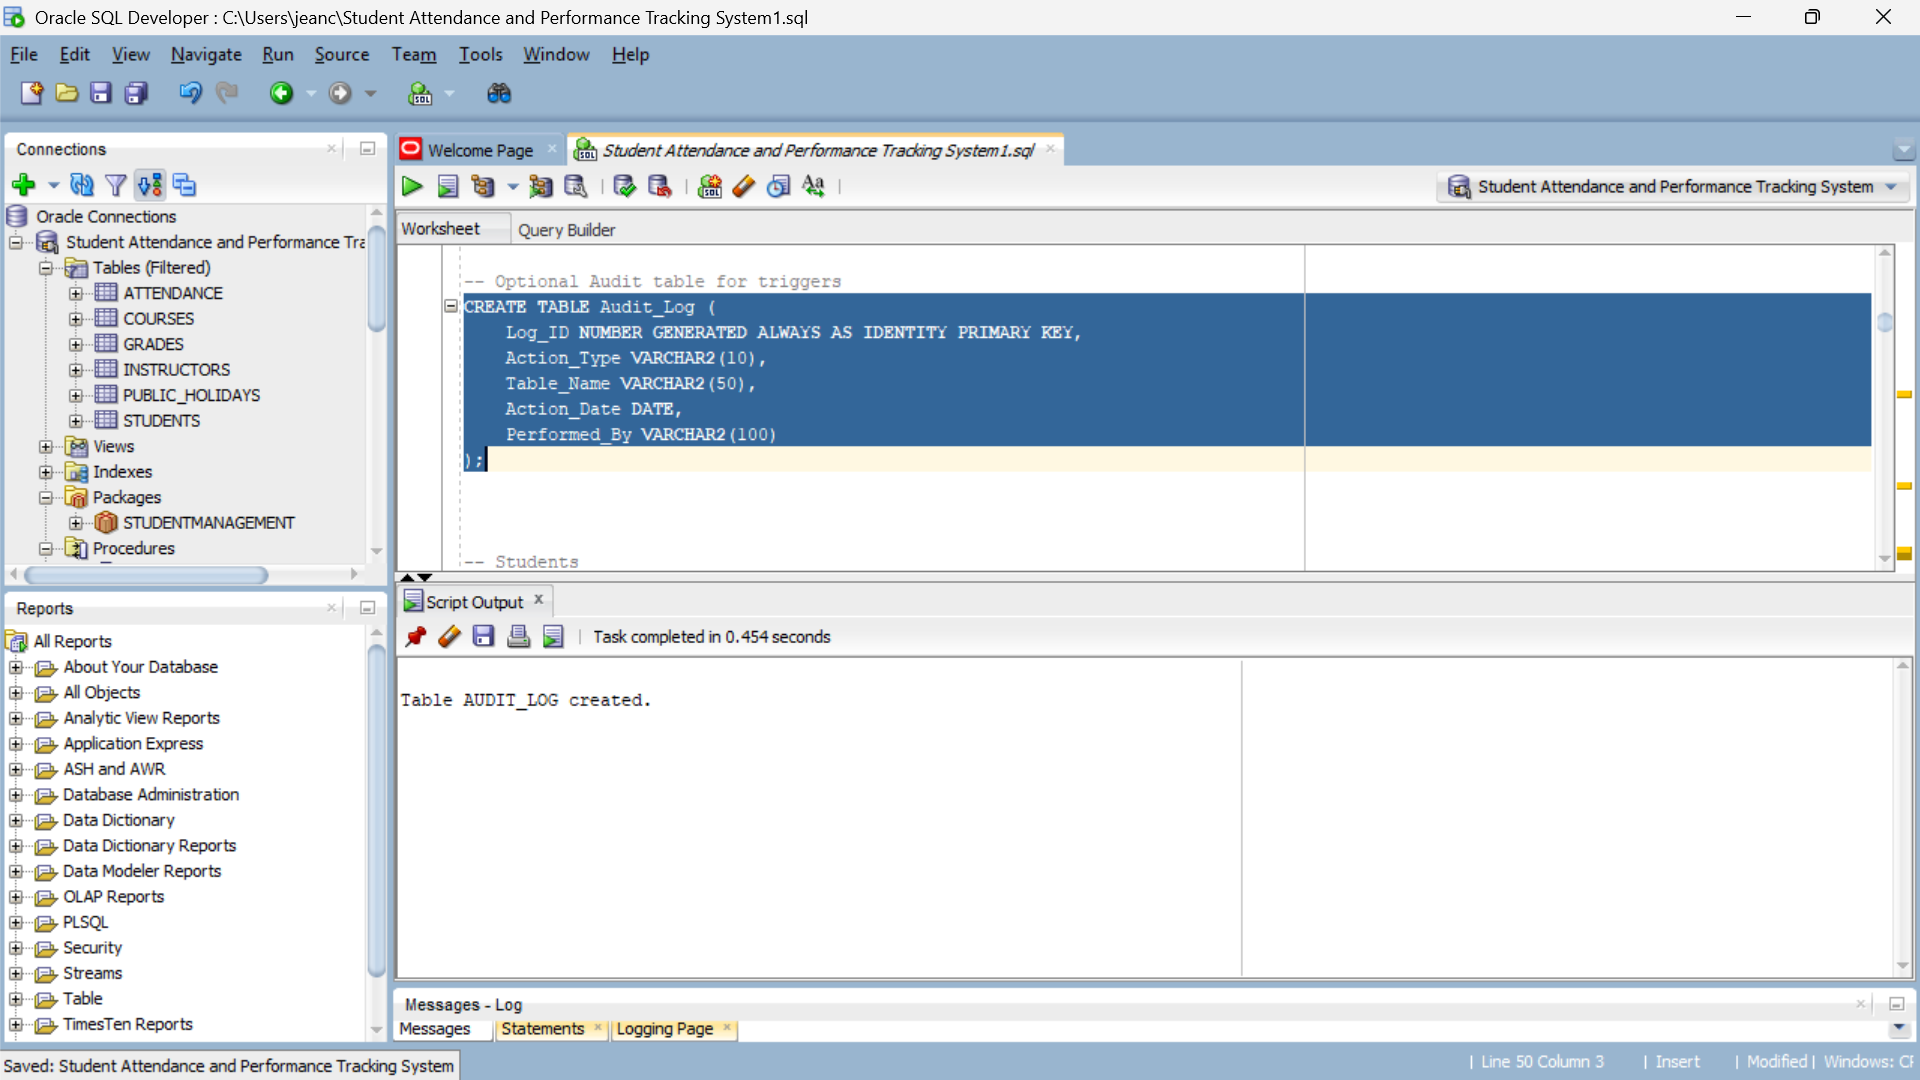 Oracle SQL Developer : C:\Users\jeanc\Student Attendance and Performance Tracking System1.sql
File Edit View Navigate Run Source Team Tools Window Help
Connections
Oracle Connections
Student Attendance and Performance Tra
Tables (Filtered)
ATTENDANCE
COURSES
GRADES
INSTRUCTORS
PUBLIC_HOLIDAYS
STUDENTS
Views
Indexes
Packages
STUDENTMANAGEMENT
Procedures
Reports
All Reports
About Your Database
All Objects
Analytic View Reports
Application Express
ASH and AWR
Database Administration
Data Dictionary
Data Dictionary Reports
Data Modeler Reports
OLAP Reports
PLSQL
Security
Streams
Table
TimesTen Reports
Welcome Page
Student Attendance and Performance Tracking System1.sql
Student Attendance and Performance Tracking System
Worksheet Query Builder
-- Optional Audit table for triggers
CREATE TABLE Audit_Log (
Log_ID NUMBER GENERATED ALWAYS AS IDENTITY PRIMARY KEY,
Action_Type VARCHAR2(10),
Table_Name VARCHAR2(50),
Action_Date DATE,
Performed_By VARCHAR2(100)
);
-- Students
Script Output
Task completed in 0.454 seconds
Table AUDIT_LOG created.
Messages - Log
Messages Statements Logging Page
Saved: Student Attendance and Performance Tracking System
Line 50 Column 3 | Insert | Modified | Windows: CF